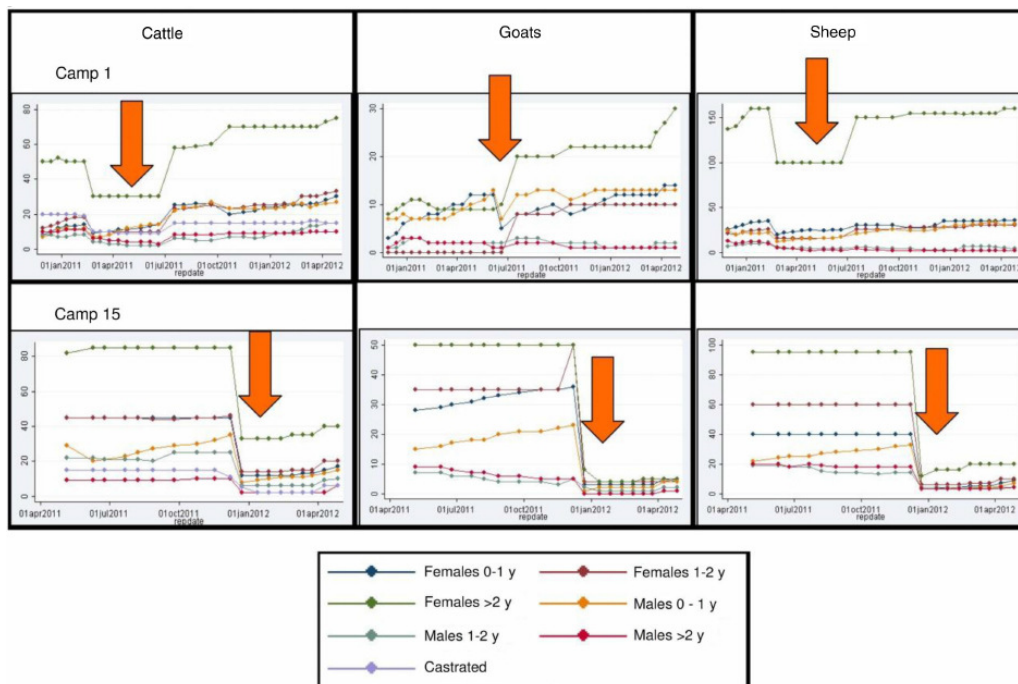 Cattle
Goats
Sheep
Camp 1
80
60
40
20
0
01jan2011 01apr2011 01jul2011 01oct2011 01jan2012 01apr2012
repdate
30
20
10
0
01jan2011 01jul2011 01oct2011 01jan2012 01apr2012
repdate
150
100
50
0
01jan2011 01apr2011 01jul2011 01oct2011 01jan2012
repdate
Camp 15
80
60
40
20
0
01apr2011 01jul2011 01oct2011 01jan2012 01apr2012
repdate
50
40
30
20
10
0
01apr2011 01jul2011 01oct2011 01jan2012 01apr2012
repdate
100
80
60
40
20
0
01apr2011 01jul2011 01oct2011 01jan2012 01apr2012
repdate
Females 0-1 y
Females 1-2 y
Females >2 y
Males 0 - 1 y
Males 1-2 y
Males >2 y
Castrated